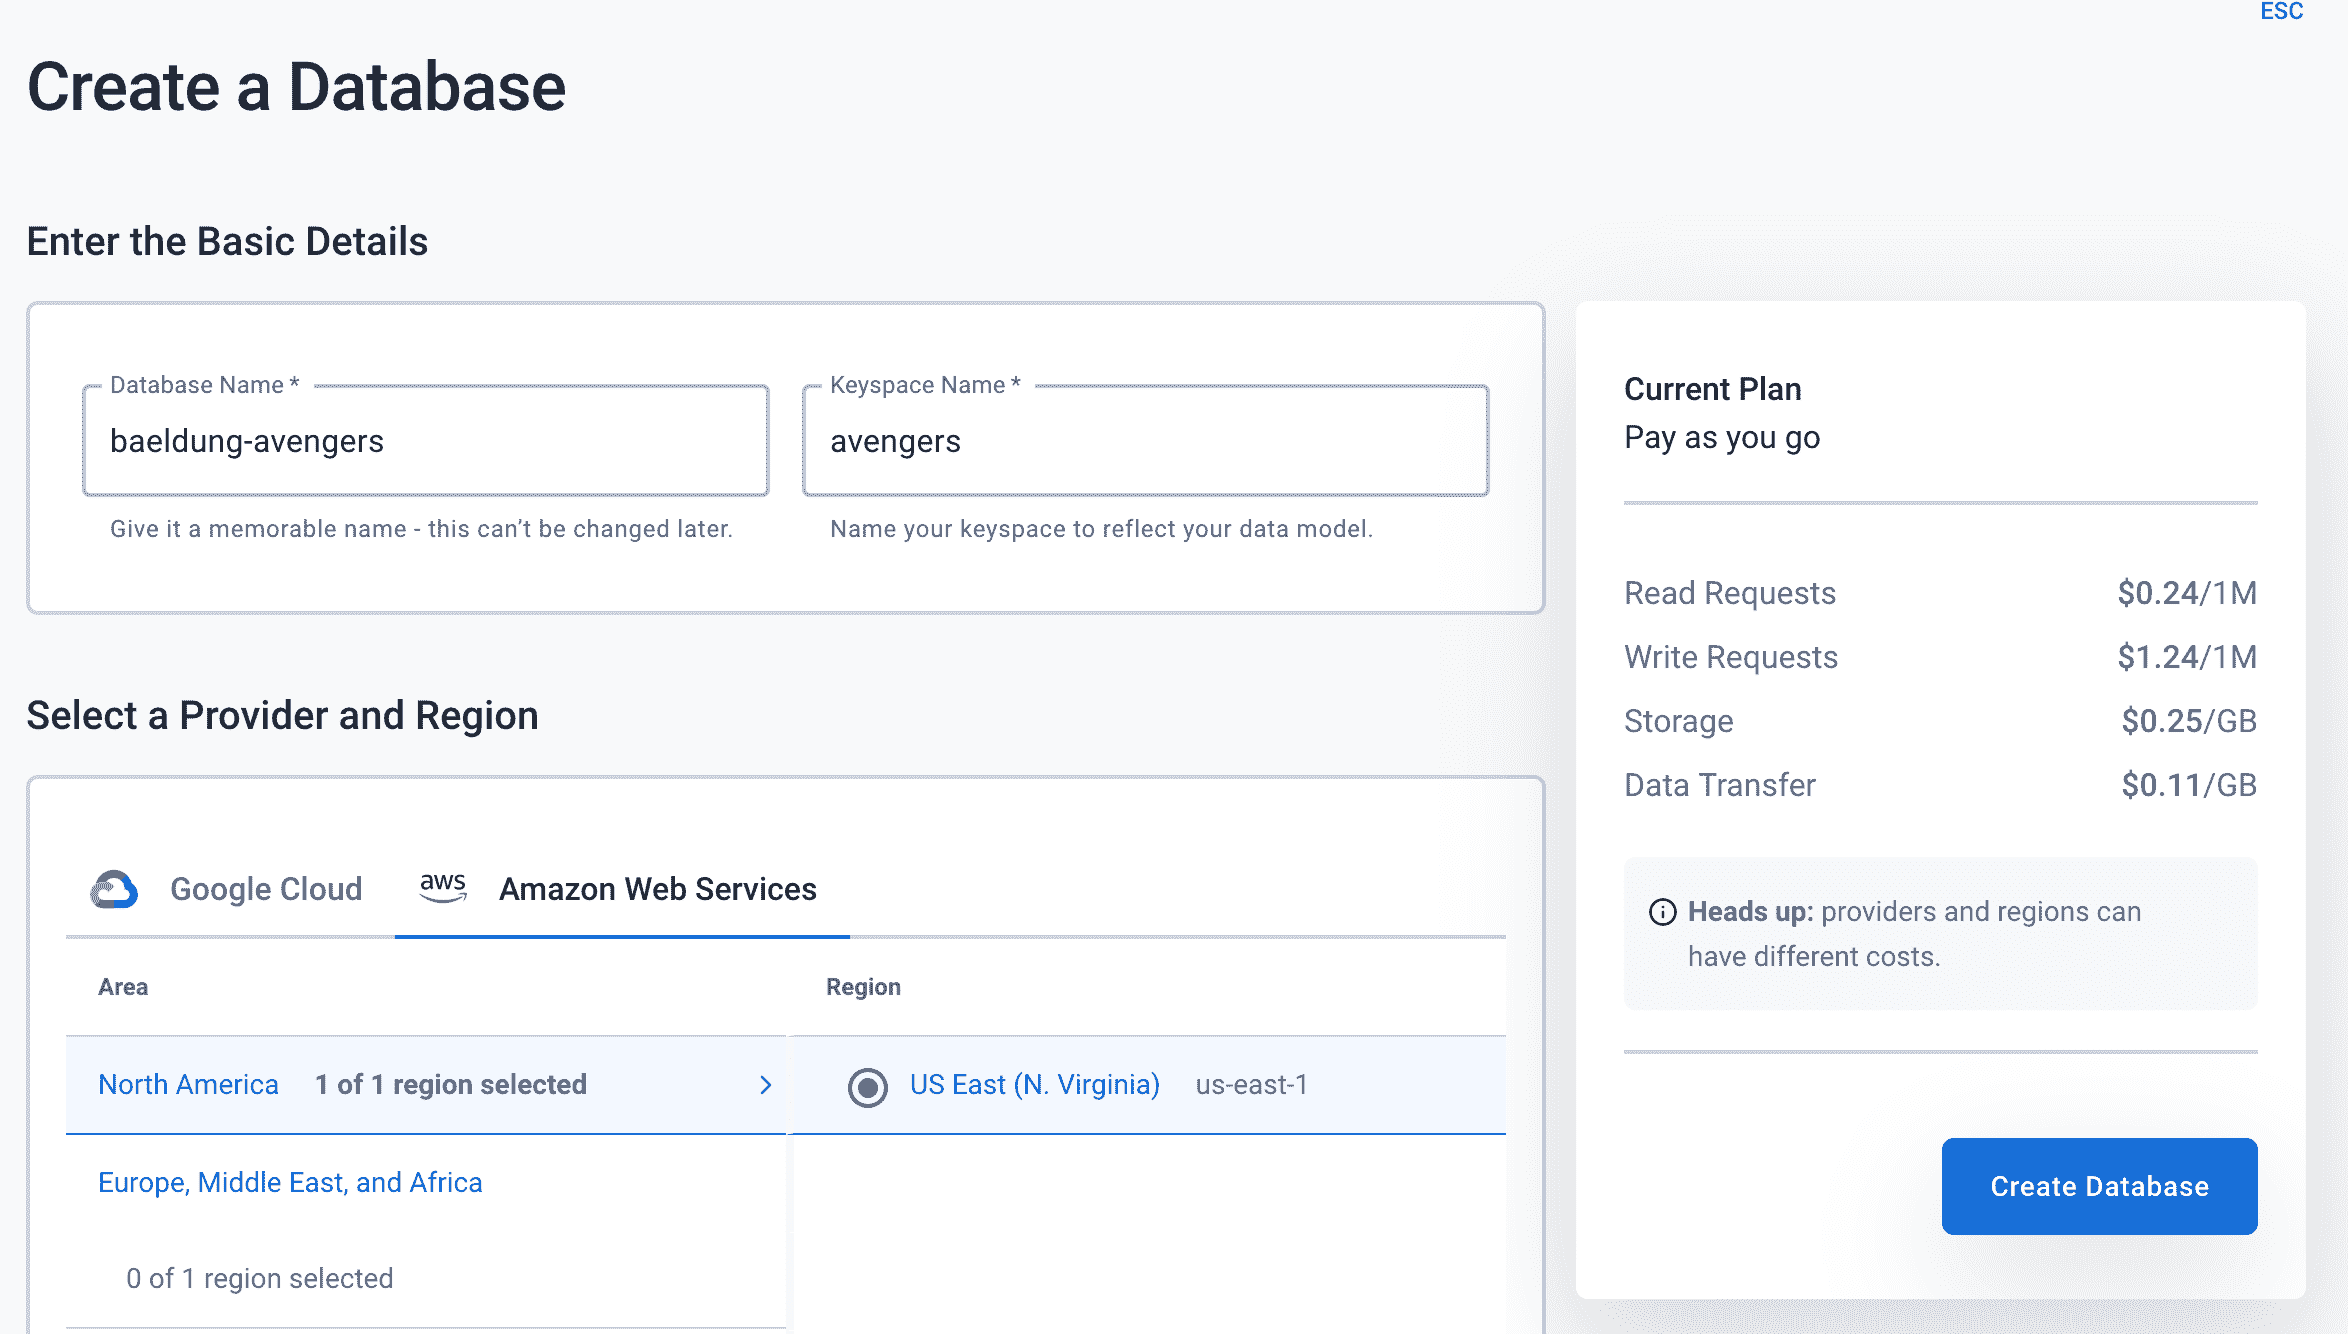 ESC
Create a Database
Enter the Basic Details
Database Name *
baeldung-avengers
Give it a memorable name - this can't be changed later.
Keyspace Name *
avengers
Name your keyspace to reflect your data model.
Select a Provider and Region
Google Cloud
aws
Amazon Web Services
Area
Region
North America 1 of 1 region selected
US East (N. Virginia) us-east-1
Europe, Middle East, and Africa
0 of 1 region selected
Current Plan
Pay as you go
Read Requests $0.24/1M
Write Requests $1.24/1M
Storage $0.25/GB
Data Transfer $0.11/GB
Heads up: providers and regions can
have different costs.
Create Database